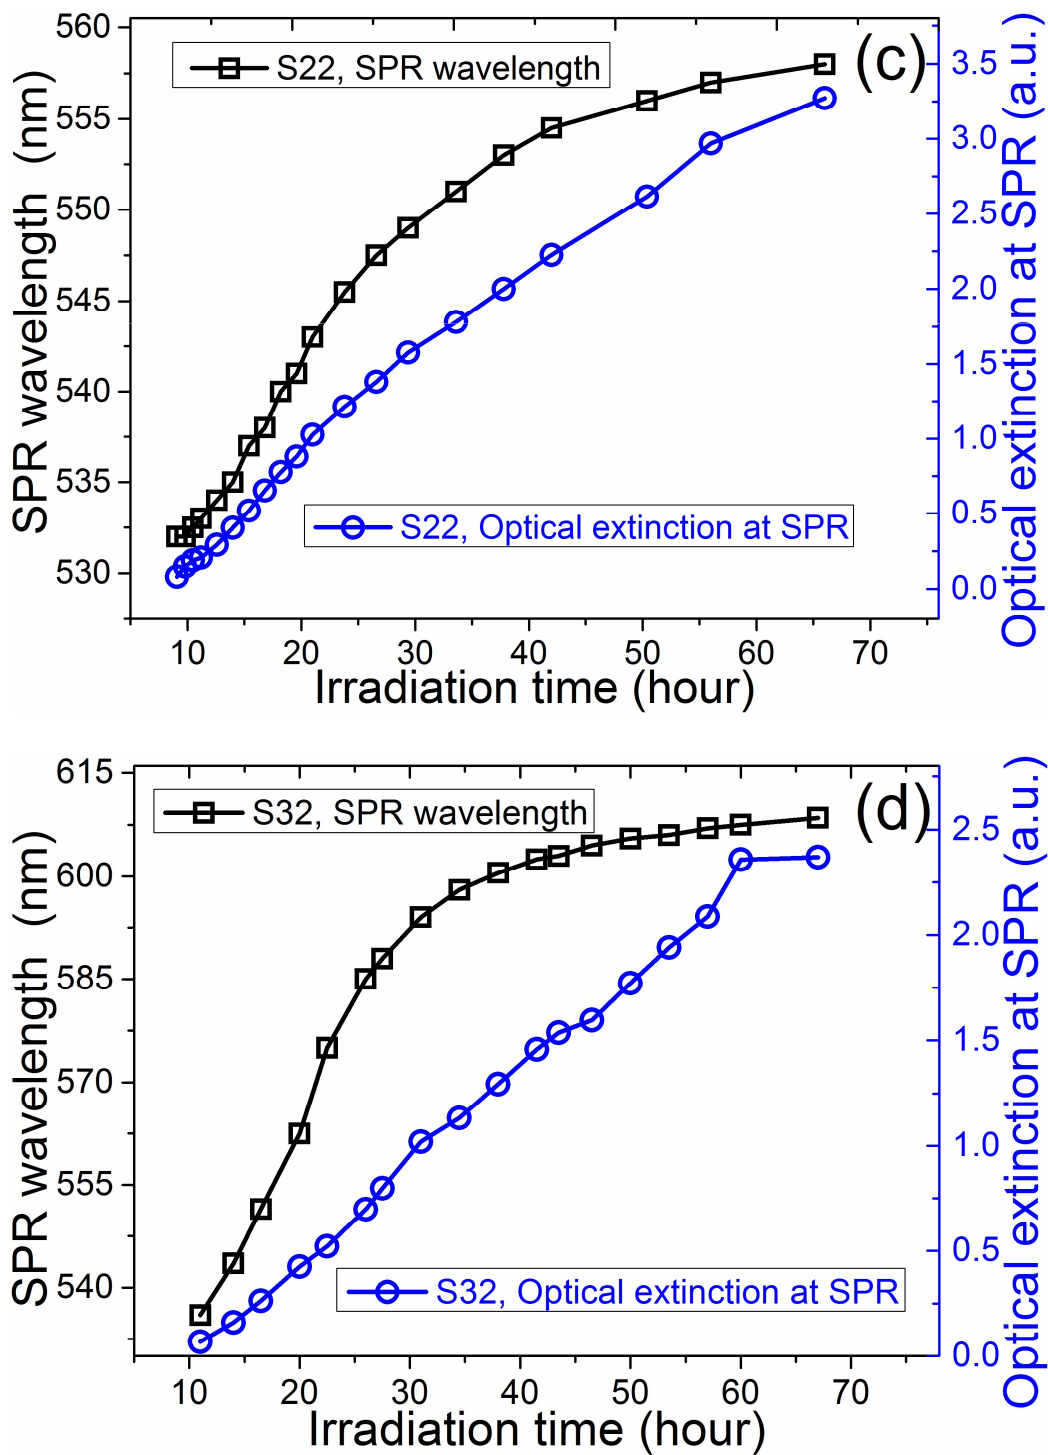 560
555
550
545
540
535
530
SPR wavelength (nm)
S22, SPR wavelength
(c)
S22, Optical extinction at SPR
3.5
3.0
2.5
2.0
1.5
1.0
0.5
0.0
Optical extinction at SPR (a.u.)
10 20 30 40 50 60 70
Irradiation time (hour)
615
600
585
570
555
540
SPR wavelength (nm)
S32, SPR wavelength
(d)
S32, Optical extinction at SPR
2.5
2.0
1.5
1.0
0.5
0.0
Optical extinction at SPR (a.u.)
10 20 30 40 50 60 70
Irradiation time (hour)